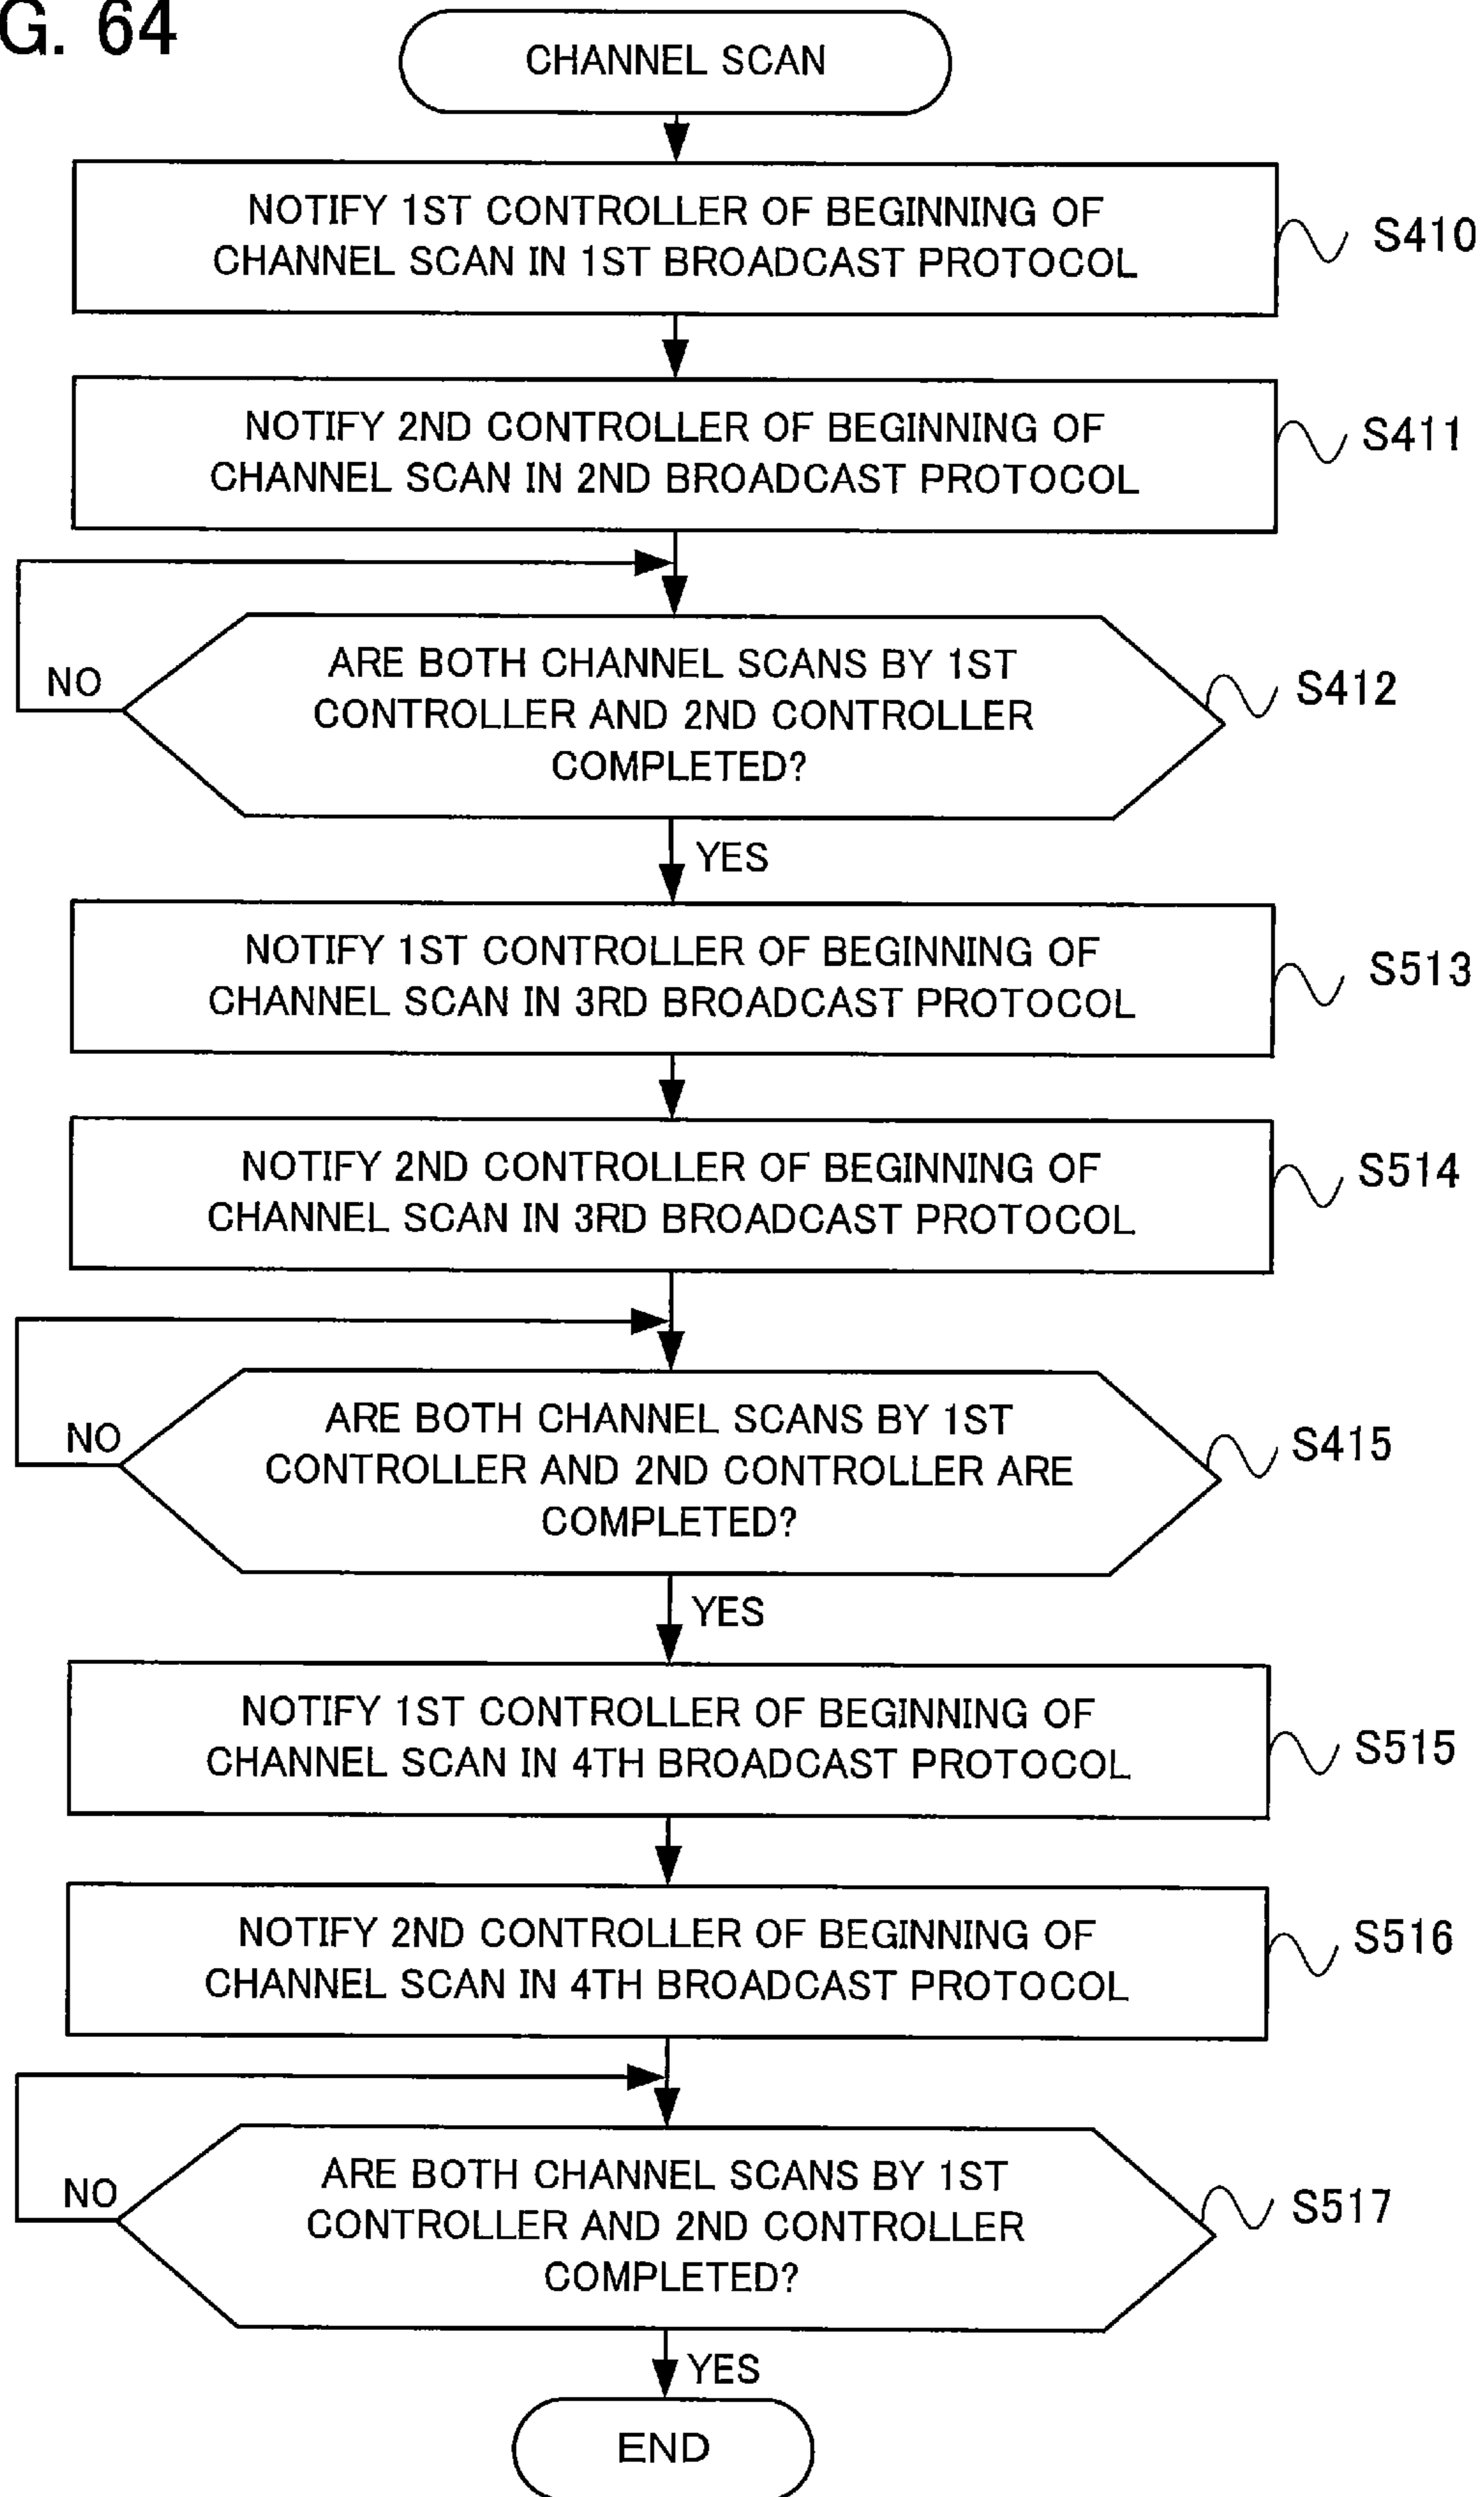 G. 64
CHANNEL SCAN
NOTIFY 1ST CONTROLLER OF BEGINNING OF
CHANNEL SCAN IN 1ST BROADCAST PROTOCOL
S410
NOTIFY 2ND CONTROLLER OF BEGINNING OF
CHANNEL SCAN IN 2ND BROADCAST PROTOCOL
S411
ARE BOTH CHANNEL SCANS BY 1ST
CONTROLLER AND 2ND CONTROLLER
COMPLETED?
S412
NO
YES
NOTIFY 1ST CONTROLLER OF BEGINNING OF
CHANNEL SCAN IN 3RD BROADCAST PROTOCOL
S513
NOTIFY 2ND CONTROLLER OF BEGINNING OF
CHANNEL SCAN IN 3RD BROADCAST PROTOCOL
S514
ARE BOTH CHANNEL SCANS BY 1ST
CONTROLLER AND 2ND CONTROLLER ARE
COMPLETED?
S415
NO
YES
NOTIFY 1ST CONTROLLER OF BEGINNING OF
CHANNEL SCAN IN 4TH BROADCAST PROTOCOL
S515
NOTIFY 2ND CONTROLLER OF BEGINNING OF
CHANNEL SCAN IN 4TH BROADCAST PROTOCOL
S516
ARE BOTH CHANNEL SCANS BY 1ST
CONTROLLER AND 2ND CONTROLLER
COMPLETED?
S517
NO
YES
END